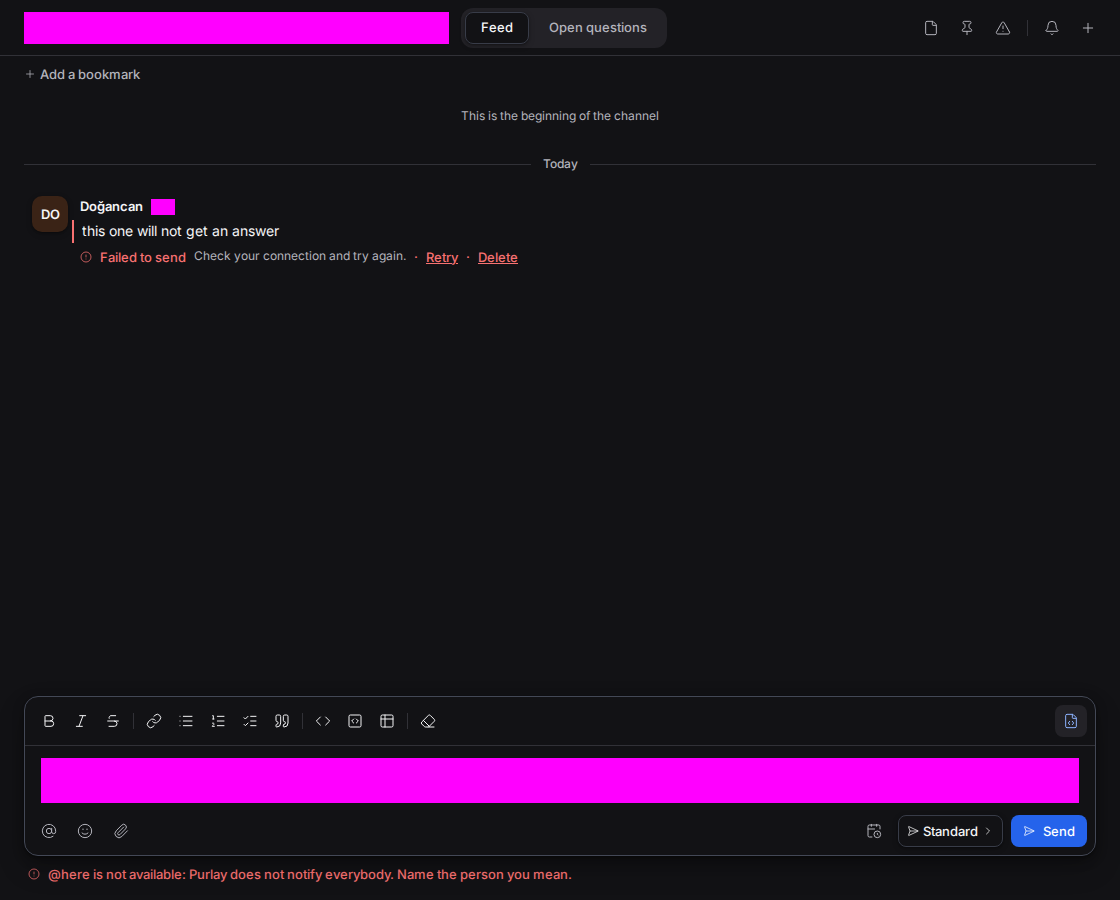 Feed
Open questions
Add a bookmark
This is the beginning of the channel
Today
DO
Doğancan
this one will not get an answer
Failed to send Check your connection and try again. · Retry · Delete
Standard
Send
@here is not available: Purlay does not notify everybody. Name the person you mean.